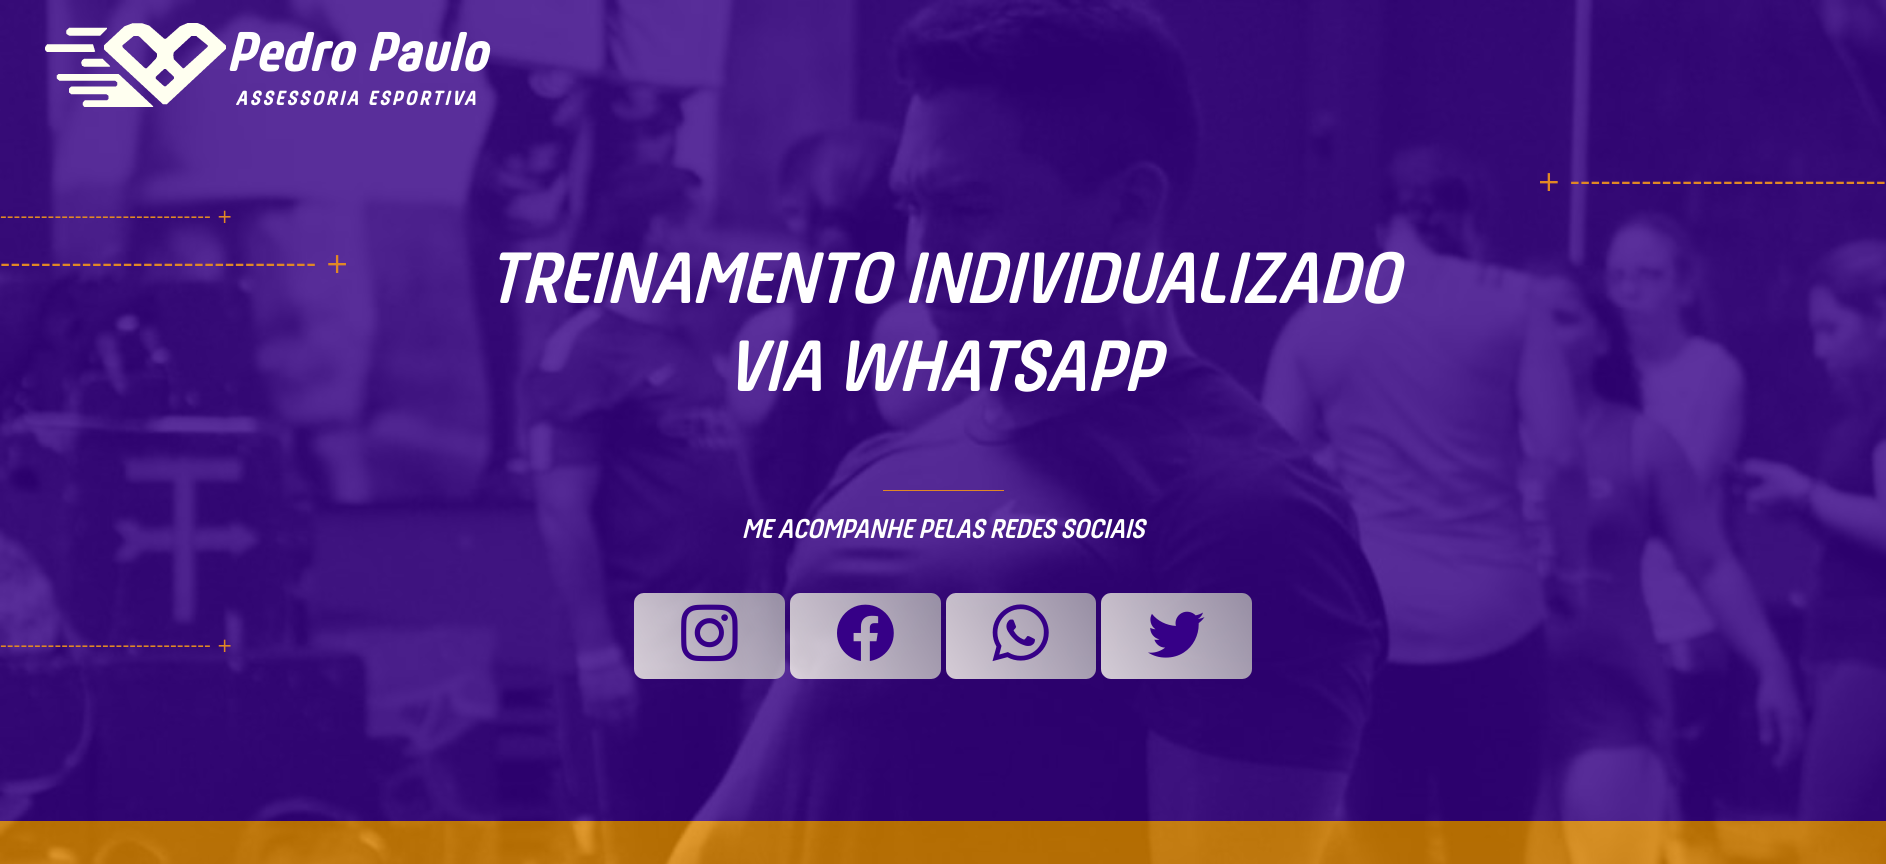 Pedro Paulo
ASSESSORIA ESPORTIVA
TREINAMENTO INDIVIDUALIZADO
VIA WHATSAPP
ME ACOMPANHE PELAS REDES SOCIAIS